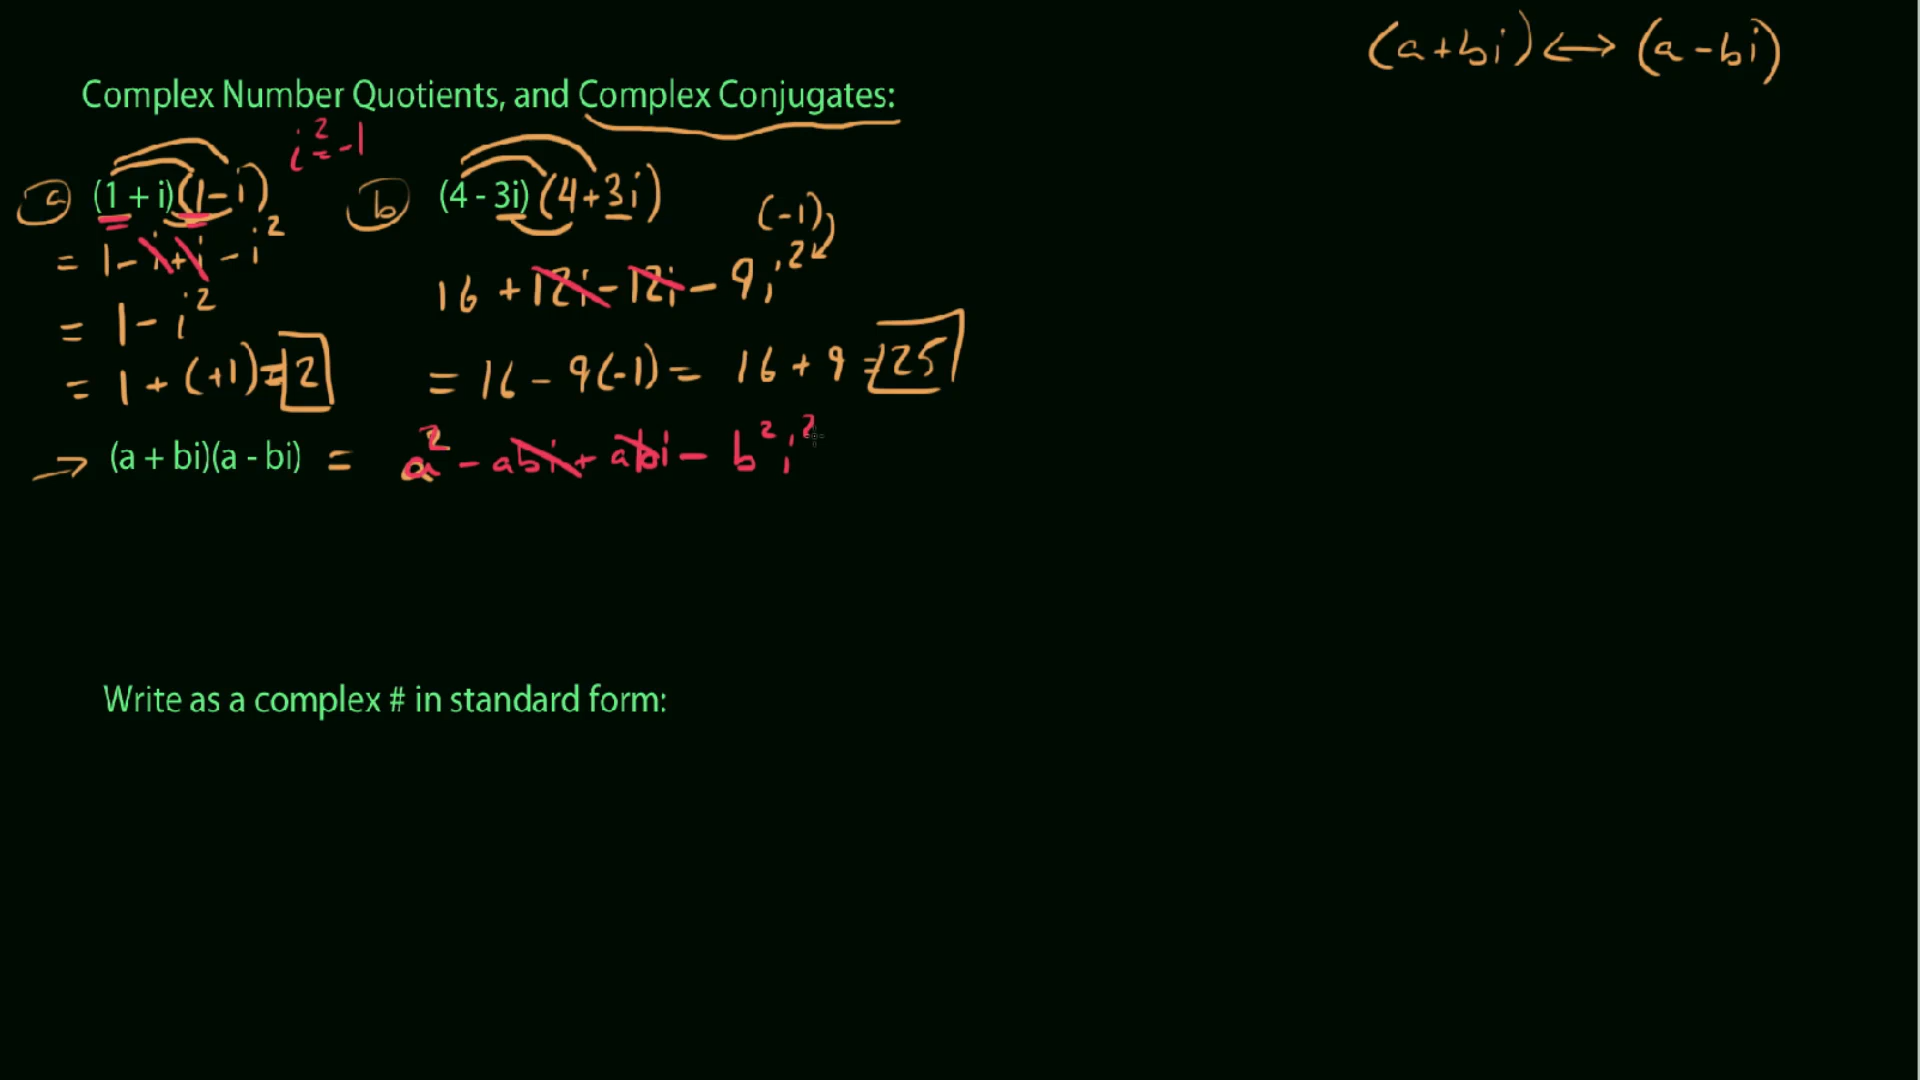 (a+bi)↔(a-bi)
Complex Number Quotients, and Complex Conjugates:
i²=-1
a (1 + i)(1-i)
= 1-i+i-i²
= 1-i²
= 1+(+1)=2
b (4 - 3i)(4+3i)
(-1)
16+12i-12i-9i²
= 16-9(-1)= 16+9=25
→ (a + bi)(a - bi) = a²-abi+abi-b²i²
Write as a complex # in standard form: